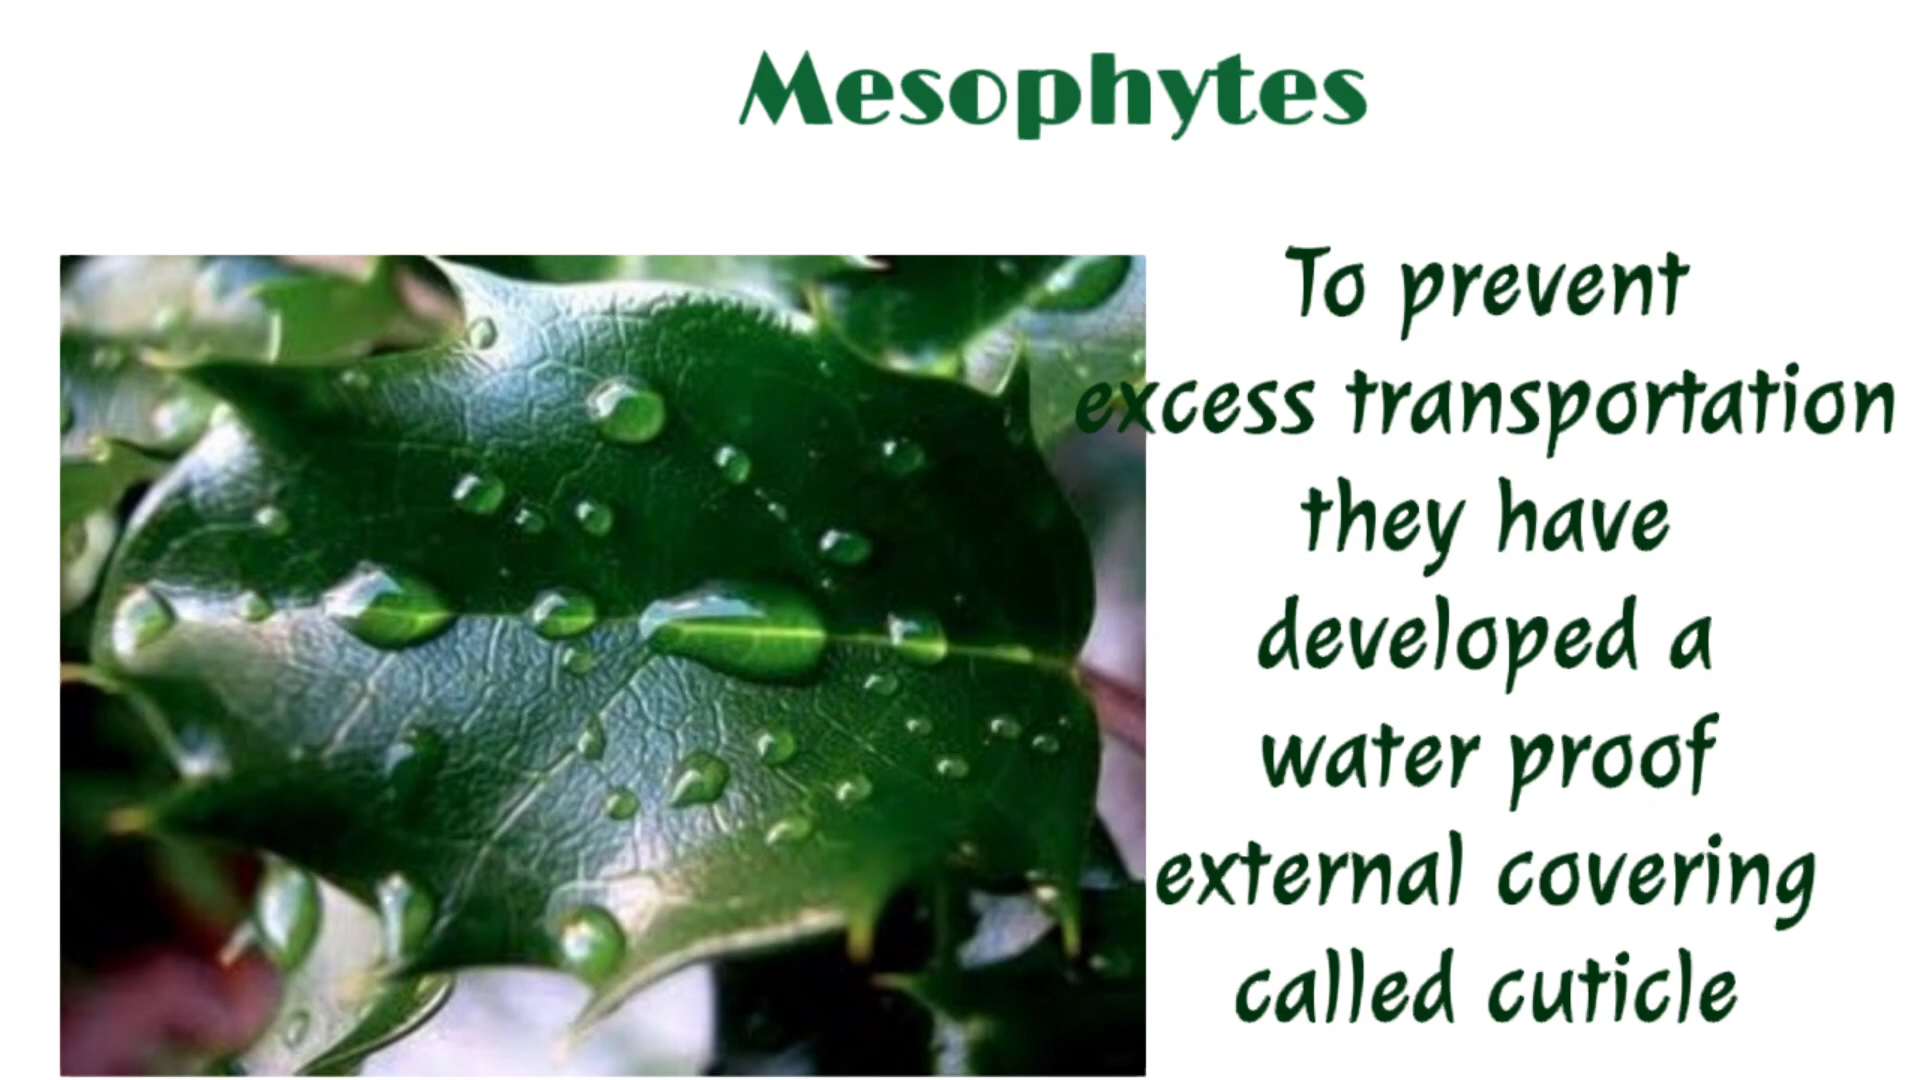 Mesophytes
To prevent
excess transportation
they have
developed a
water proof
external covering
called cuticle